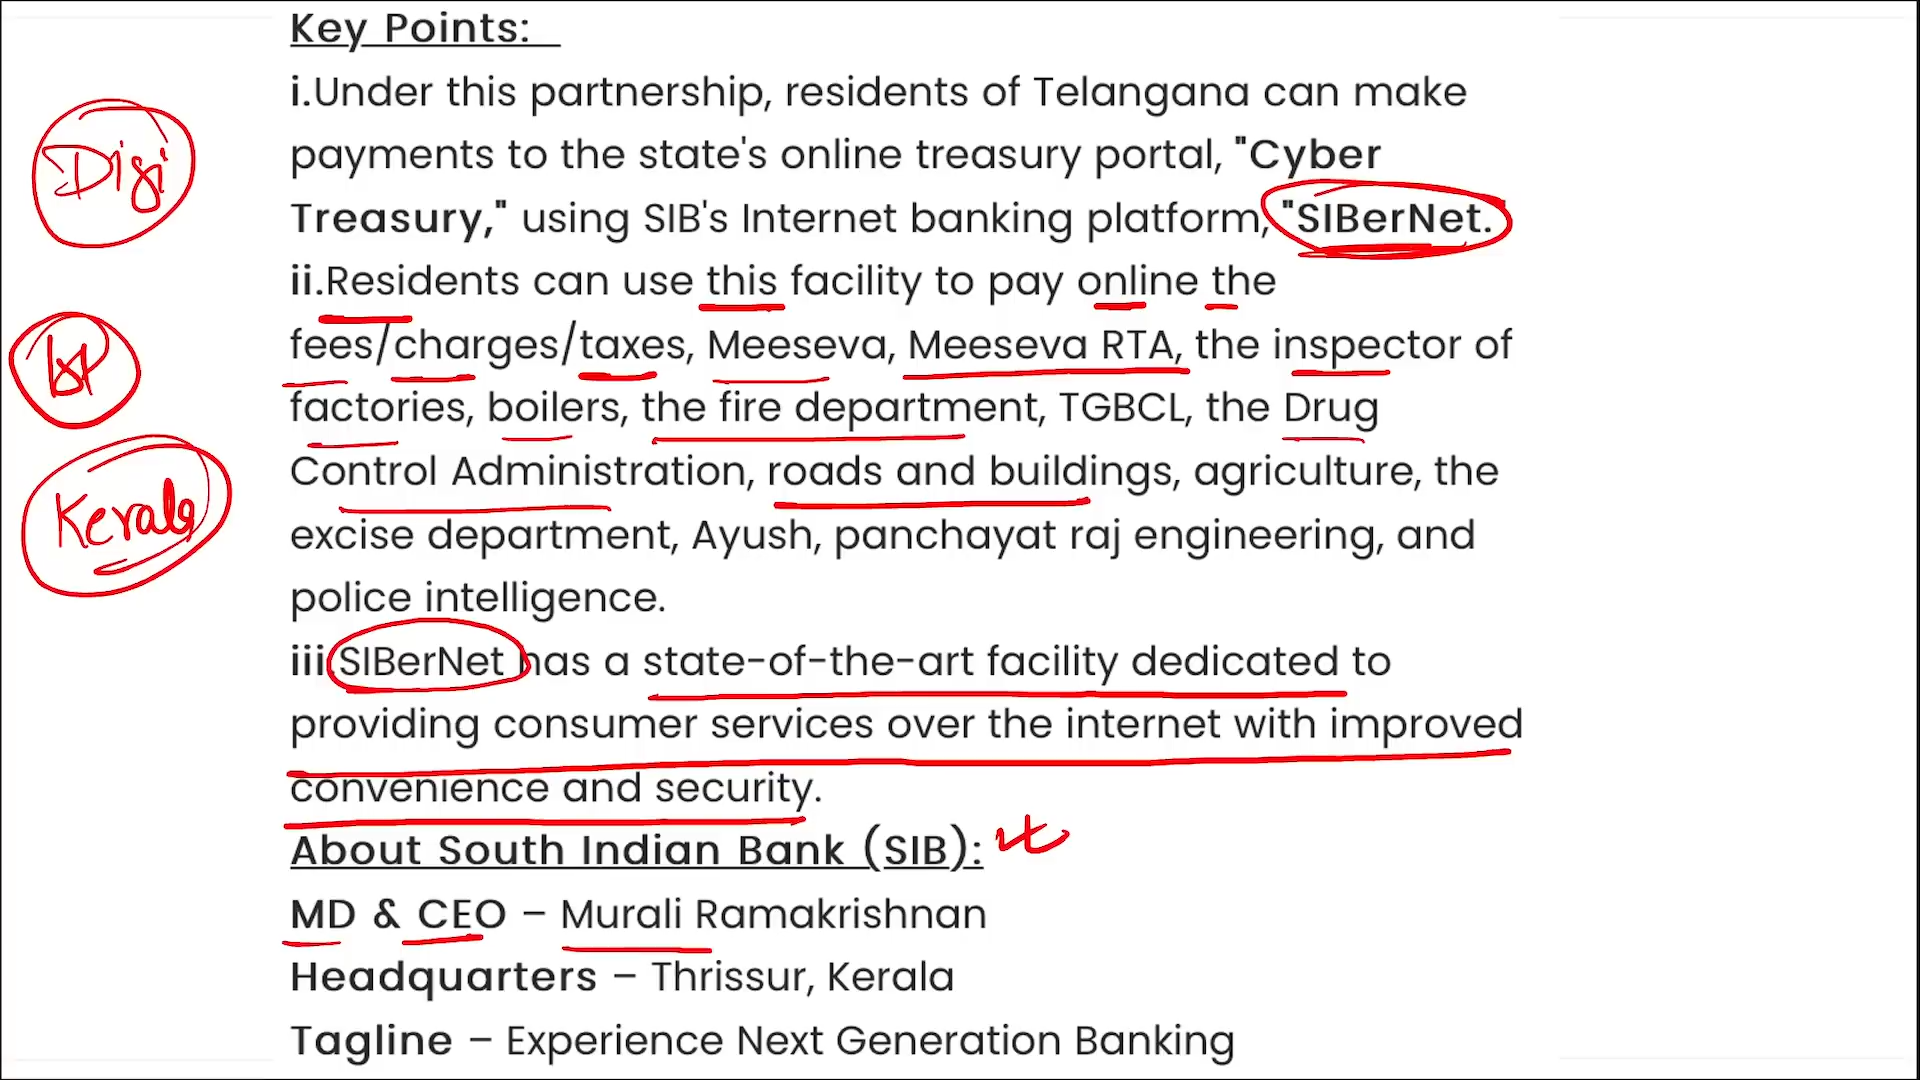 Key Points:
i.Under this partnership, residents of Telangana can make
payments to the state's online treasury portal, "Cyber
Treasury," using SIB's Internet banking platform, "SIBerNet.
ii.Residents can use this facility to pay online the
fees/charges/taxes, Meeseva, Meeseva RTA, the inspector of
factories, boilers, the fire department, TGBCL, the Drug
Control Administration, roads and buildings, agriculture, the
excise department, Ayush, panchayat raj engineering, and
police intelligence.
iii SIBerNet has a state-of-the-art facility dedicated to
providing consumer services over the internet with improved
convenience and security.
About South Indian Bank (SIB):
MD & CEO – Murali Ramakrishnan
Headquarters – Thrissur, Kerala
Tagline – Experience Next Generation Banking
Digi
1st
Kerala